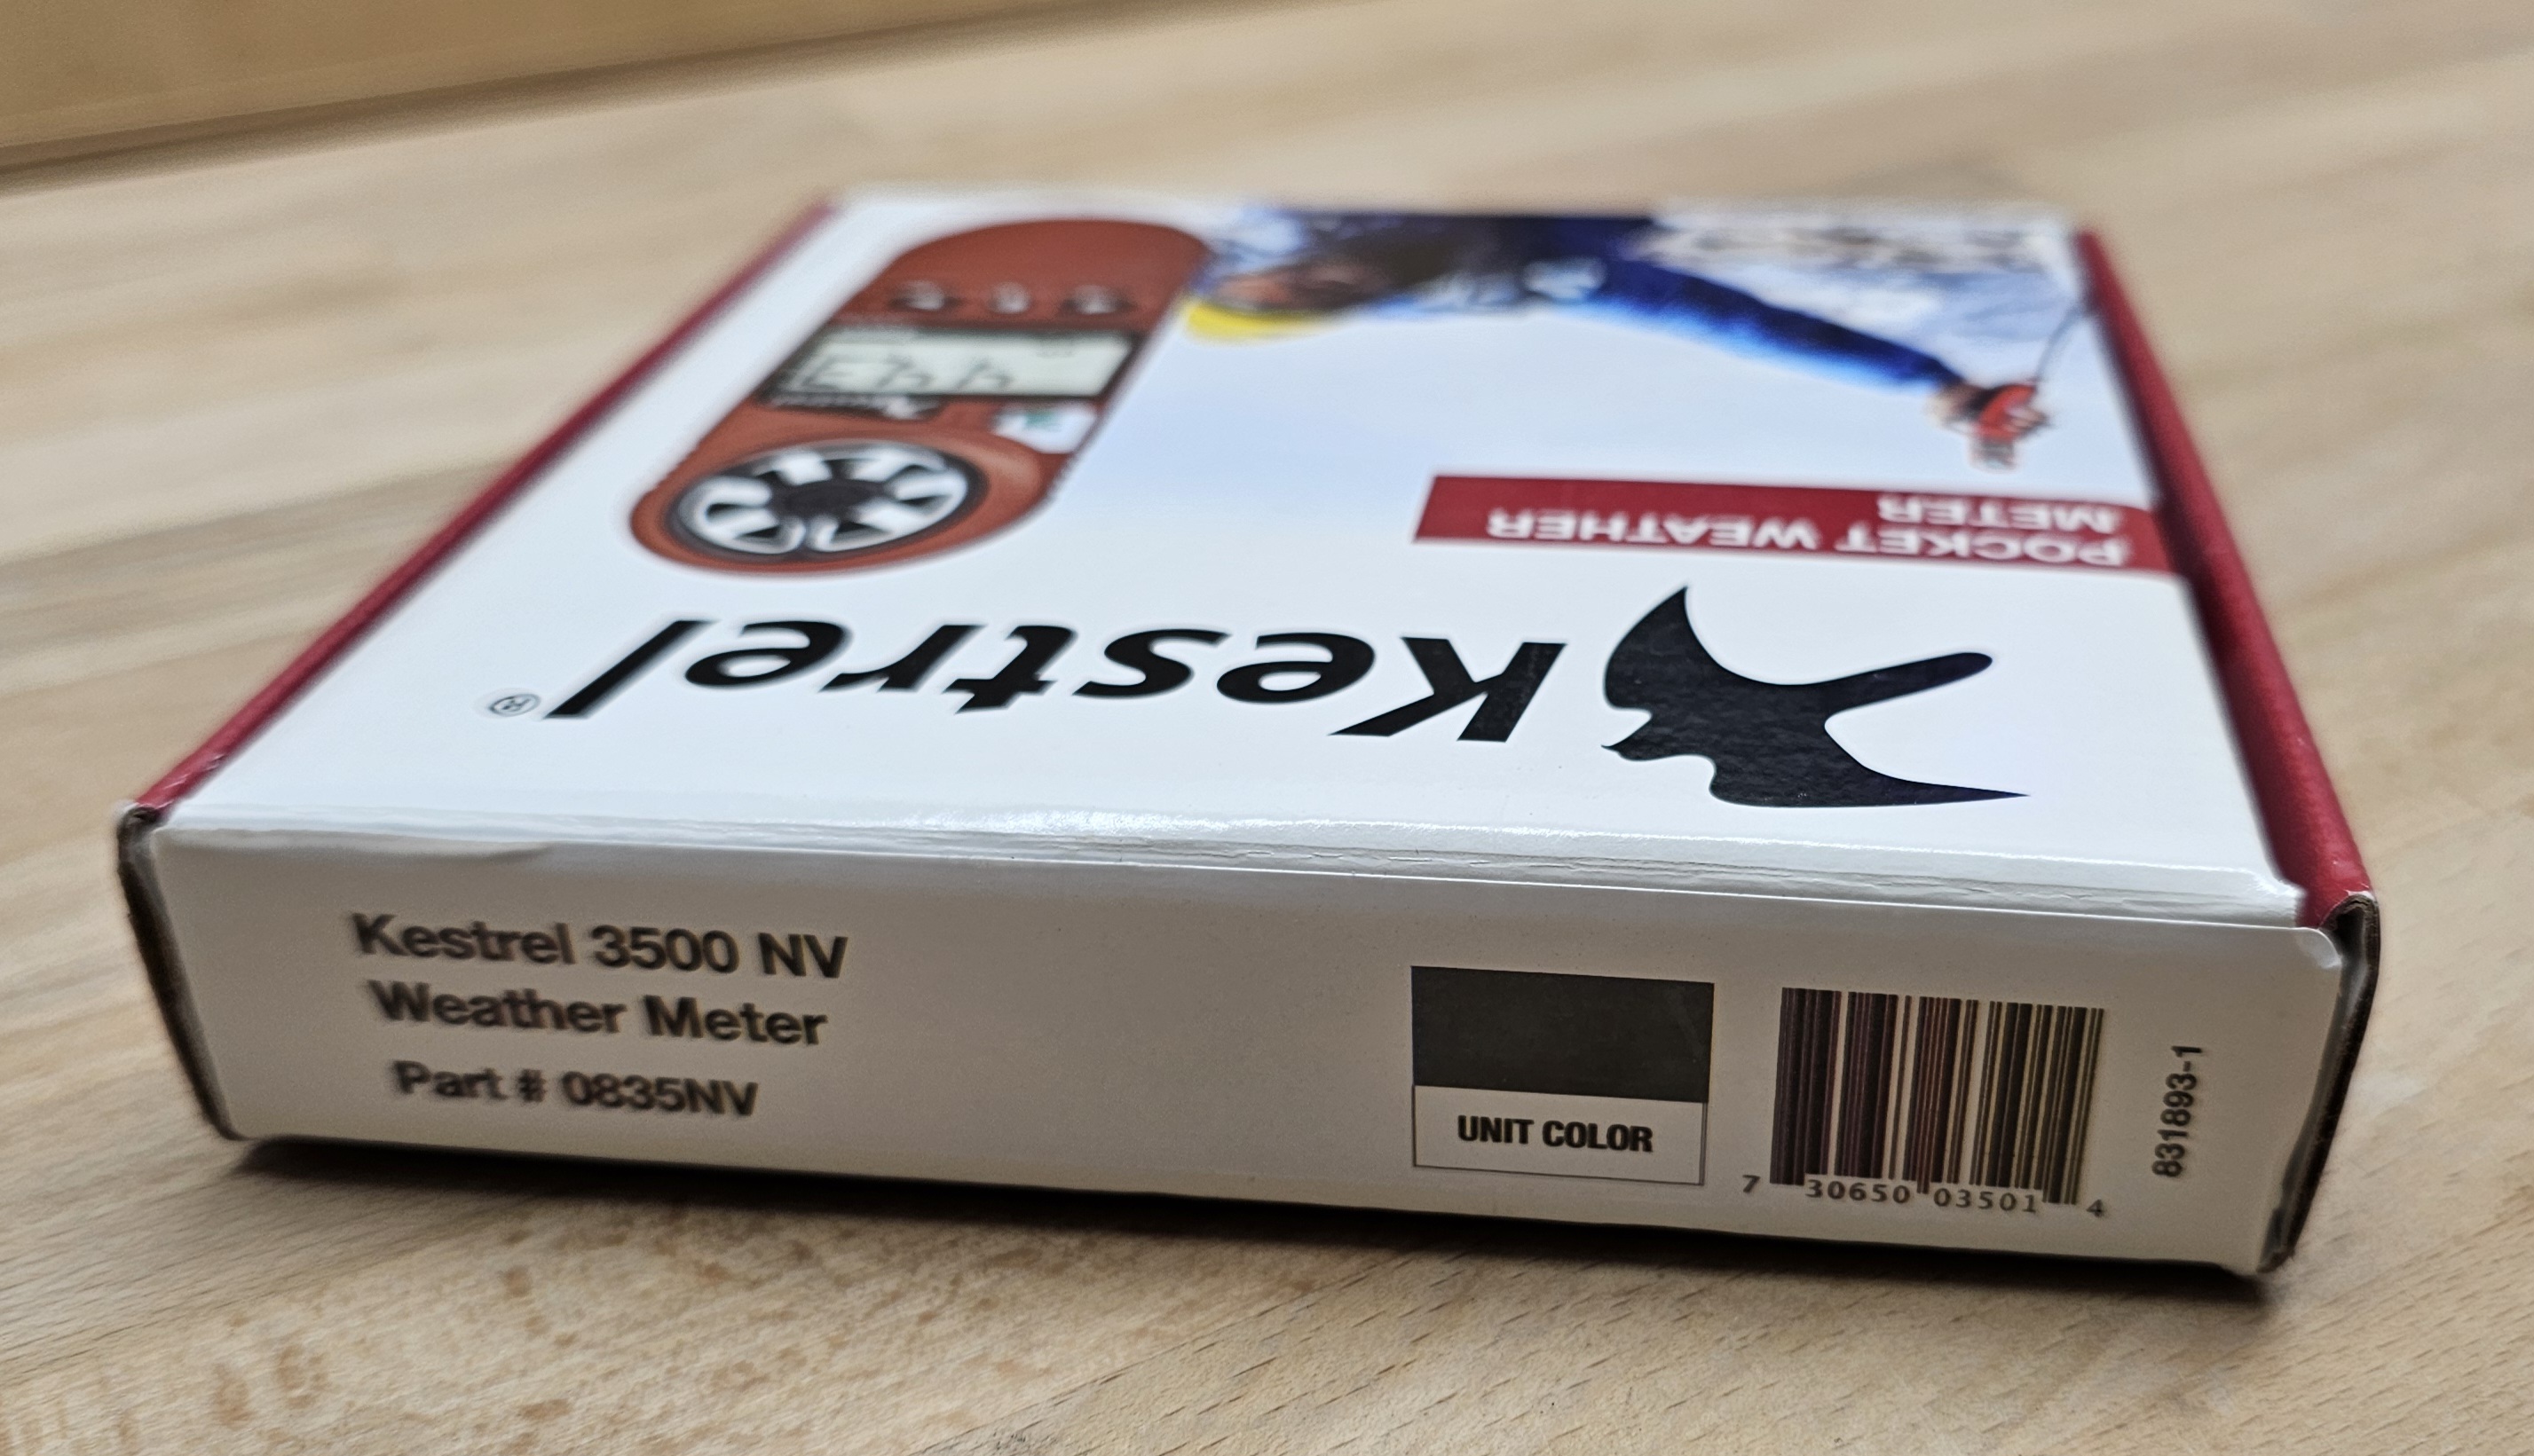 Kestrel®
POCKET WEATHER
METER
Kestrel 3500 NV
Weather Meter
Part # 0835NV
UNIT COLOR
7 30650 03501 4
831893-1